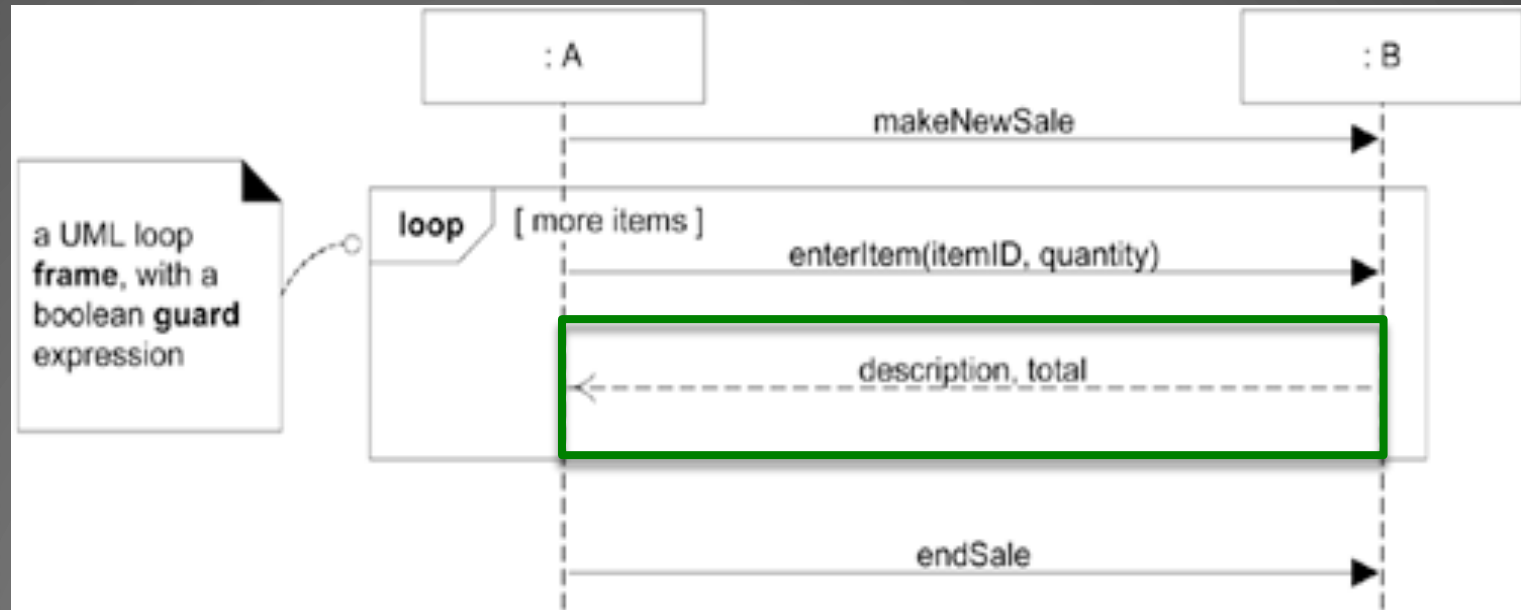 : A
: B
makeNewSale
a UML loop
frame, with a
boolean guard
expression
loop
[ more items ]
enterItem(itemID, quantity)
description, total
endSale